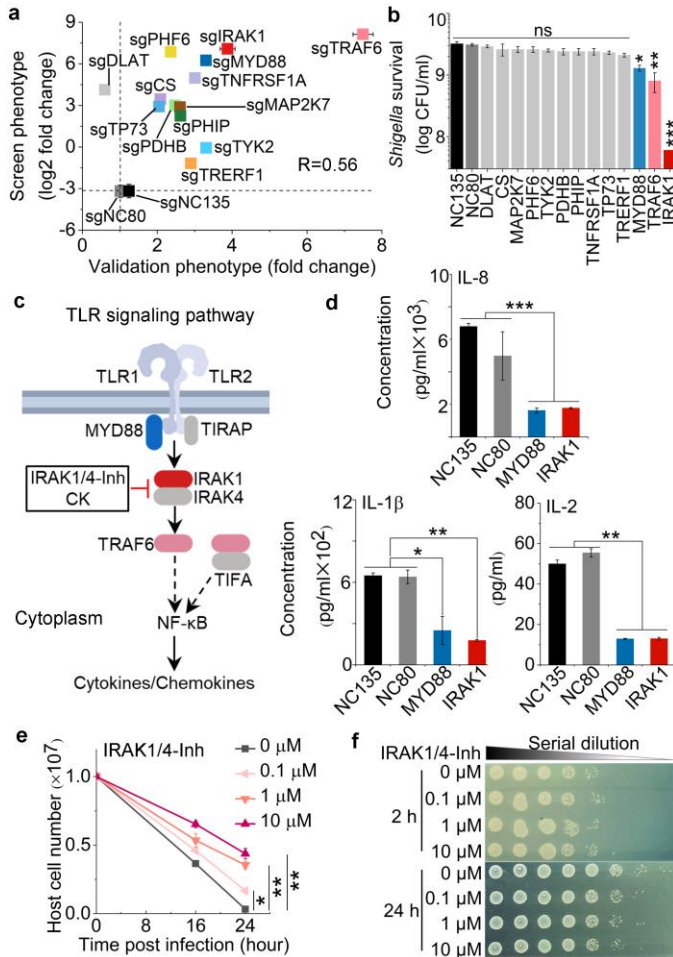 a
Screen phenotype
(log2 fold change)
9
6
3
0
-3
-6
sgPHF6
sgIRAK1
sgMYD88
sgTRAF6
sgDLAT
sgTNFRSF1A
sgCS
sgMAP2K7
sgTP73
sgPHIP
sgPDHB
sgTYK2
sgTRERF1
R=0.56
sgNC80
sgNC135
0 2 4 6 8
Validation phenotype (fold change)
b
Shigella survival
(log CFU/ml)
9
8
ns
*
**
***
NC135
NC80
DLAT
CS
MAP2K7
PHF6
TYK2
PDHB
PHIP
TNFRSF1A
TP73
TRERF1
MYD88
TRAF6
IRAK1
c
TLR signaling pathway
TLR1
TLR2
MYD88
TIRAP
IRAK1/4-Inh
CK
IRAK1
IRAK4
TRAF6
TIFA
Cytoplasm
NF-κB
Cytokines/Chemokines
d
Concentration
(pg/ml×10³)
IL-8
10
6
2
***
NC135
NC80
MYD88
IRAK1
Concentration
(pg/ml×10²)
IL-1β
12
6
0
**
*
NC135
NC80
MYD88
IRAK1
(pg/ml)
IL-2
80
60
40
20
0
**
NC135
NC80
MYD88
IRAK1
e
Host cell number (×10⁷)
IRAK1/4-Inh
1.0
0.5
0.0
0 μM
0.1 μM
1 μM
10 μM
*
**
**
0 16 24
Time post infection (hour)
f
IRAK1/4-Inh
Serial dilution
2 h
0 μM
0.1 μM
1 μM
10 μM
24 h
0 μM
0.1 μM
1 μM
10 μM